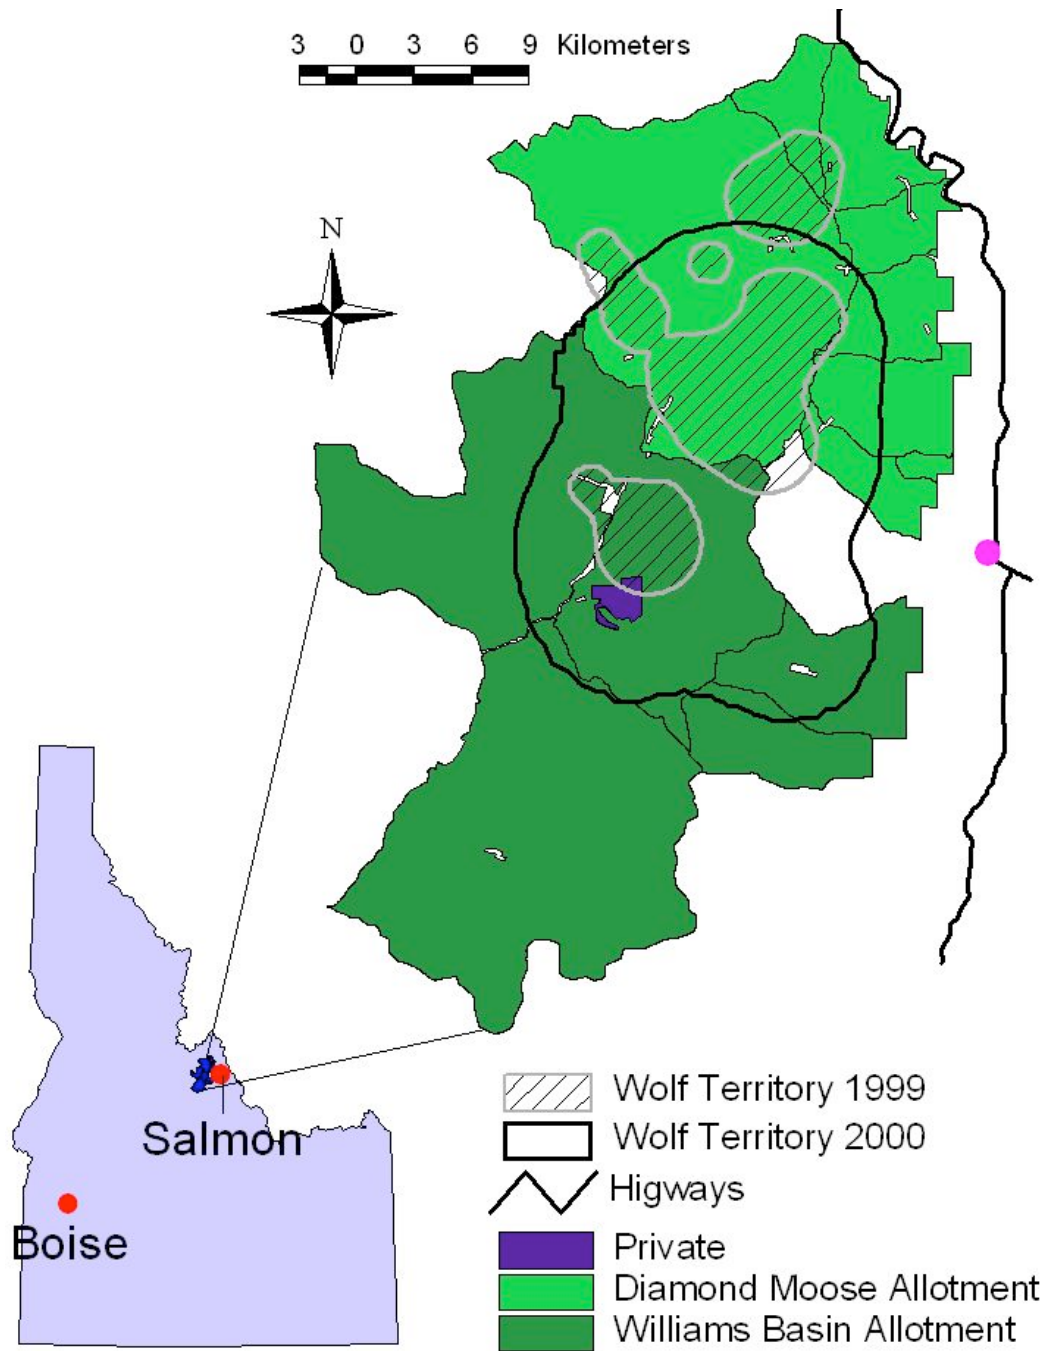 3 0 3 6 9 Kilometers
N
Salmon
Boise
Wolf Territory 1999
Wolf Territory 2000
Higways
Private
Diamond Moose Allotment
Williams Basin Allotment